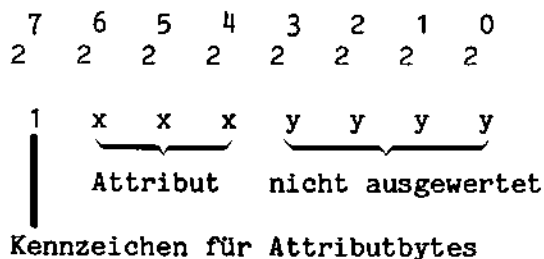 7 6 5 4 3 2 1 0
2 2 2 2 2 2 2 2
1 x x x y y y y
Attribut nicht ausgewertet
Kennzeichen für Attributbytes